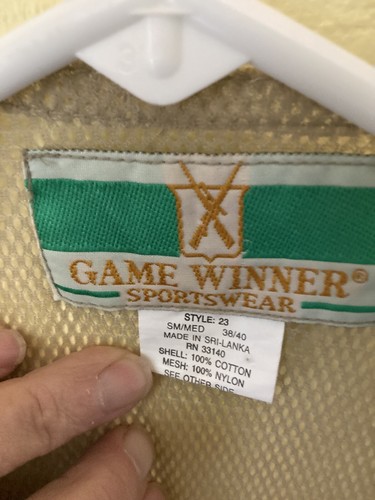 GAME WINNER®
SPORTSWEAR
STYLE: 23
SM/MED 38/40
MADE IN SRI-LANKA
RN 33140
SHELL: 100% COTTON
MESH: 100% NYLON
SEE OTHER SIDE